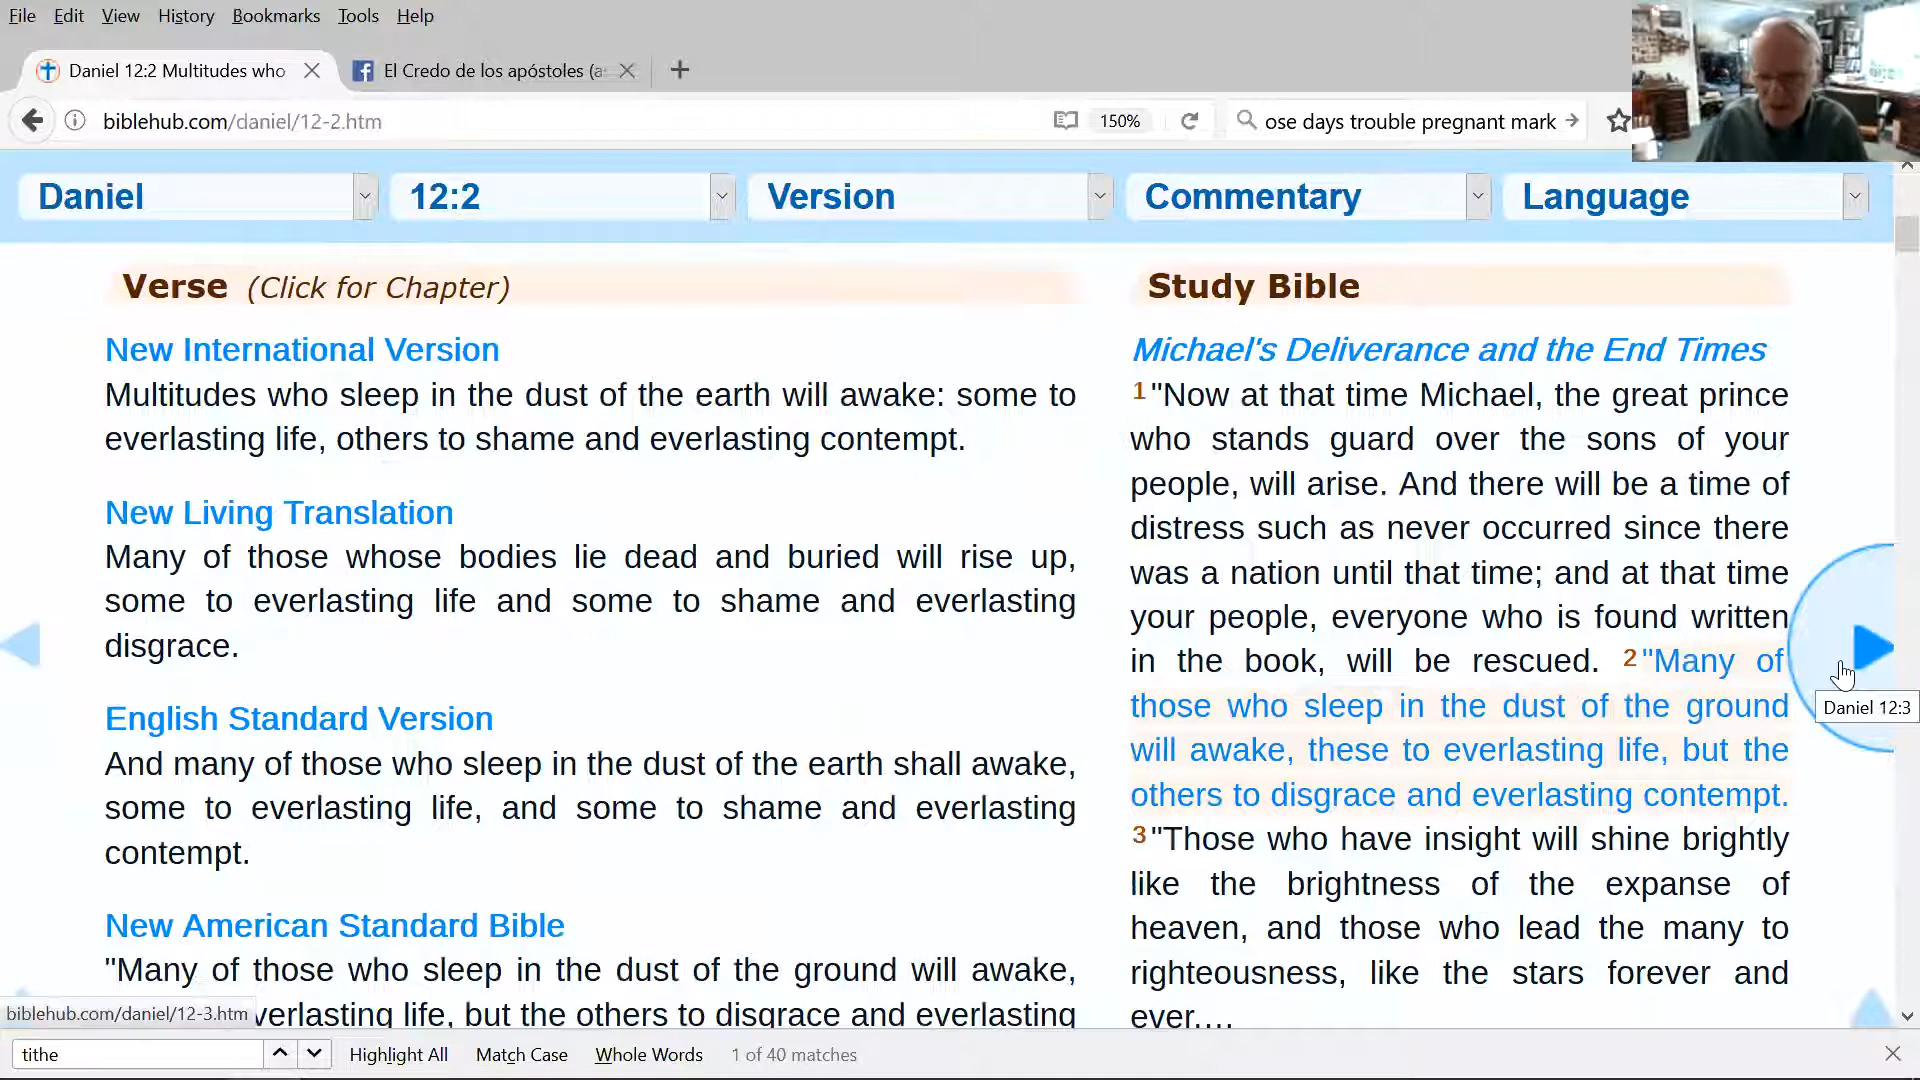 File Edit View History Bookmarks Tools Help
Daniel 12:2 Multitudes who
El Credo de los apóstoles (a
biblehub.com/daniel/12-2.htm
150%
ose days trouble pregnant mark
Daniel
12:2
Version
Commentary
Language
Verse (Click for Chapter)
New International Version
Multitudes who sleep in the dust of the earth will awake: some to
everlasting life, others to shame and everlasting contempt.
New Living Translation
Many of those whose bodies lie dead and buried will rise up,
some to everlasting life and some to shame and everlasting
disgrace.
English Standard Version
And many of those who sleep in the dust of the earth shall awake,
some to everlasting life, and some to shame and everlasting
contempt.
New American Standard Bible
"Many of those who sleep in the dust of the ground will awake,
verlasting life, but the others to disgrace and everlasting
Study Bible
Michael's Deliverance and the End Times
1 "Now at that time Michael, the great prince
who stands guard over the sons of your
people, will arise. And there will be a time of
distress such as never occurred since there
was a nation until that time; and at that time
your people, everyone who is found written
in the book, will be rescued. 2 "Many of
those who sleep in the dust of the ground
will awake, these to everlasting life, but the
others to disgrace and everlasting contempt.
3 "Those who have insight will shine brightly
like the brightness of the expanse of
heaven, and those who lead the many to
righteousness, like the stars forever and
ever....
Daniel 12:3
biblehub.com/daniel/12-3.htm
tithe
Highlight All Match Case Whole Words 1 of 40 matches